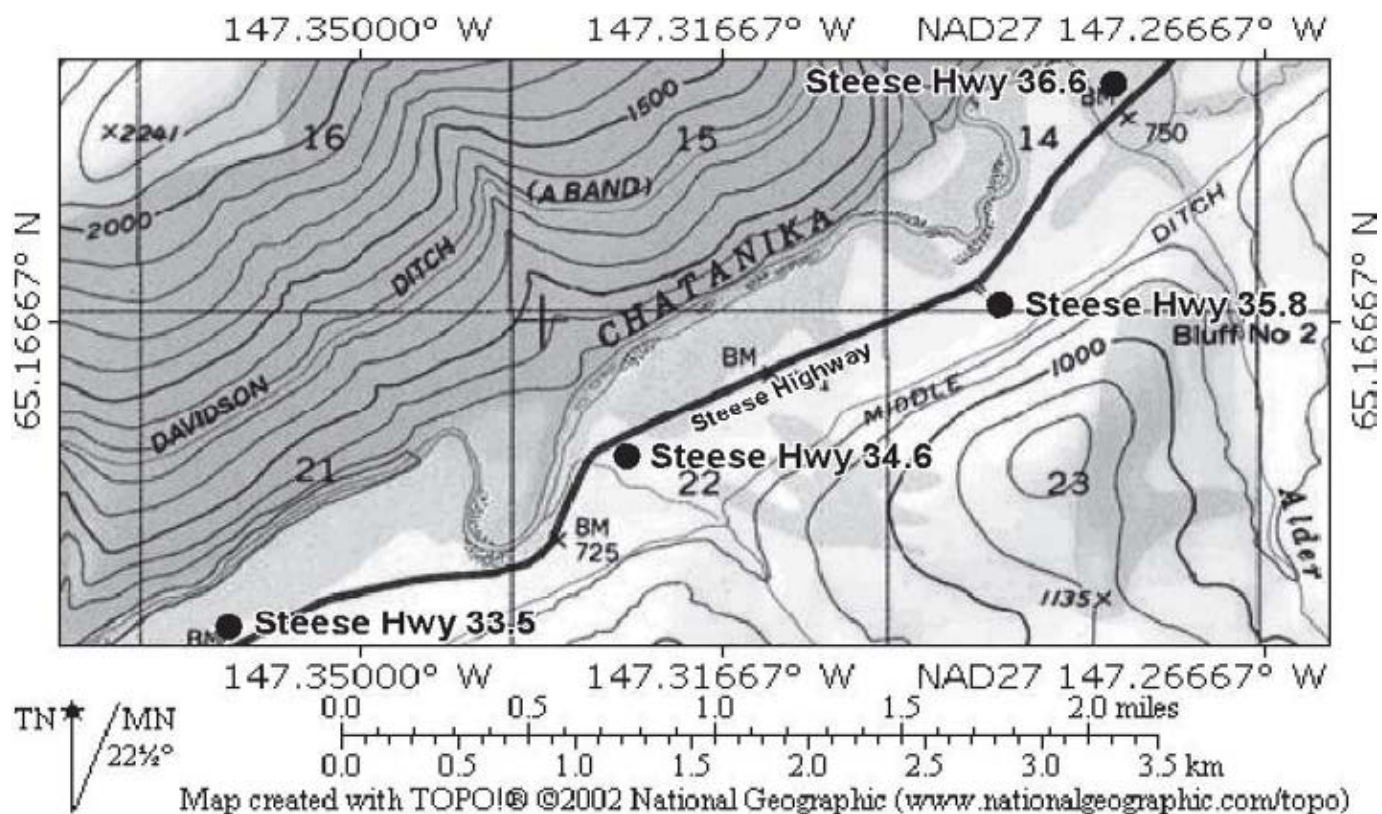 147.35000° W 147.31667° W NAD27 147.26667° W
Steese Hwy 36.6
BM
×2241
16
1500
15
14
750
(A BAND)
2000
DITCH
DITCH
65.16667° N
65.16667° N
CHATANIKA
Steese Hwy 35.8
Bluff No 2
BM
1000
Steese Highway
MIDDLE
DAVIDSON
21
Steese Hwy 34.6
22
23
Alder
BM
725
1135×
Steese Hwy 33.5
BM
147.35000° W 147.31667° W NAD27 147.26667° W
TN MN
22½°
0.0 0.5 1.0 1.5 2.0 miles
0.0 0.5 1.0 1.5 2.0 2.5 3.0 3.5 km
Map created with TOPO!® ©2002 National Geographic (www.nationalgeographic.com/topo)